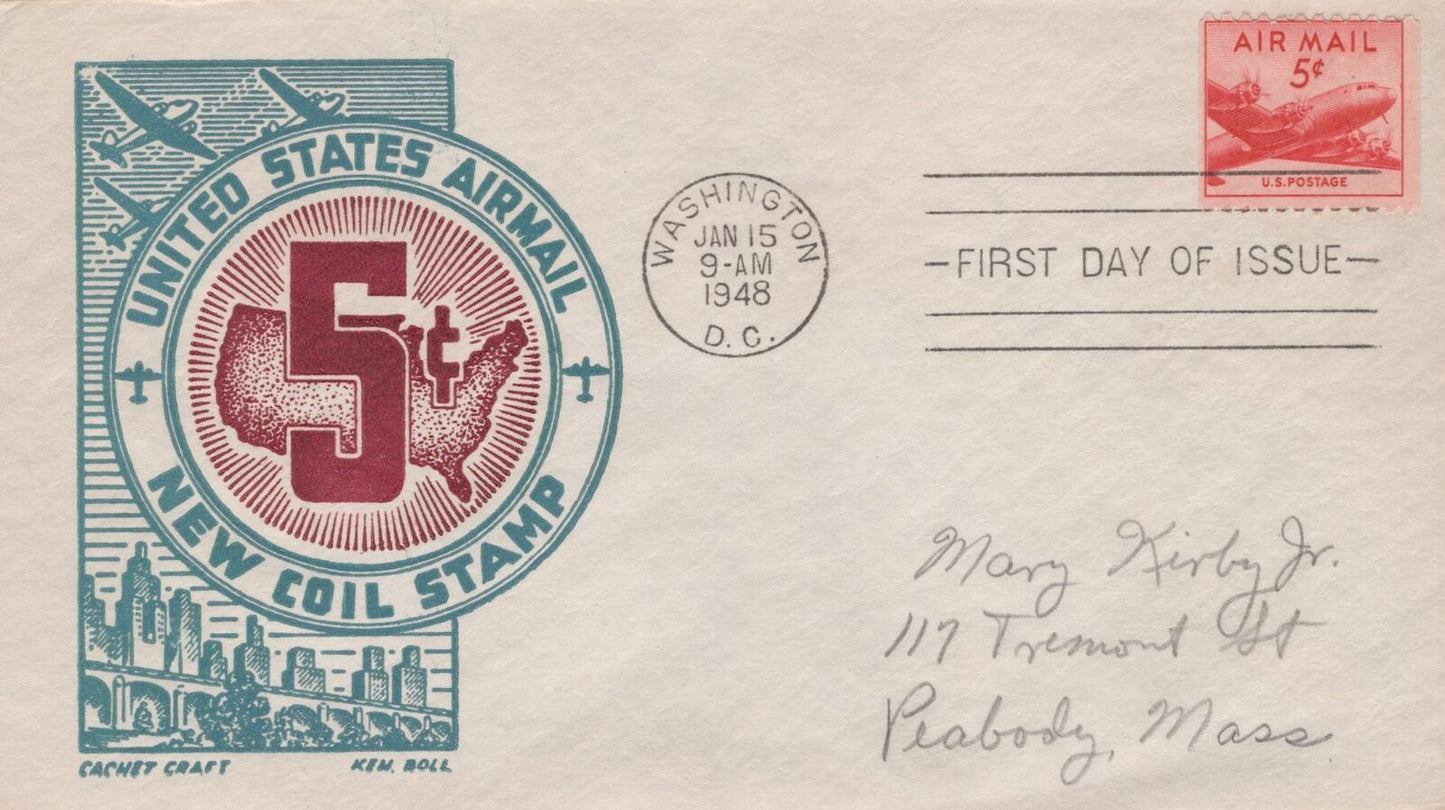 UNITED STATES AIRMAIL
5¢
NEW COIL STAMP
CACHET CRAFT
KEN. BOLL
WASHINGTON
JAN 15
9-AM
1948
D. C.
AIR MAIL
5¢
U.S. POSTAGE
—FIRST DAY OF ISSUE—
Mary Kirby Jr.
117 Tremont St
Peabody, Mass